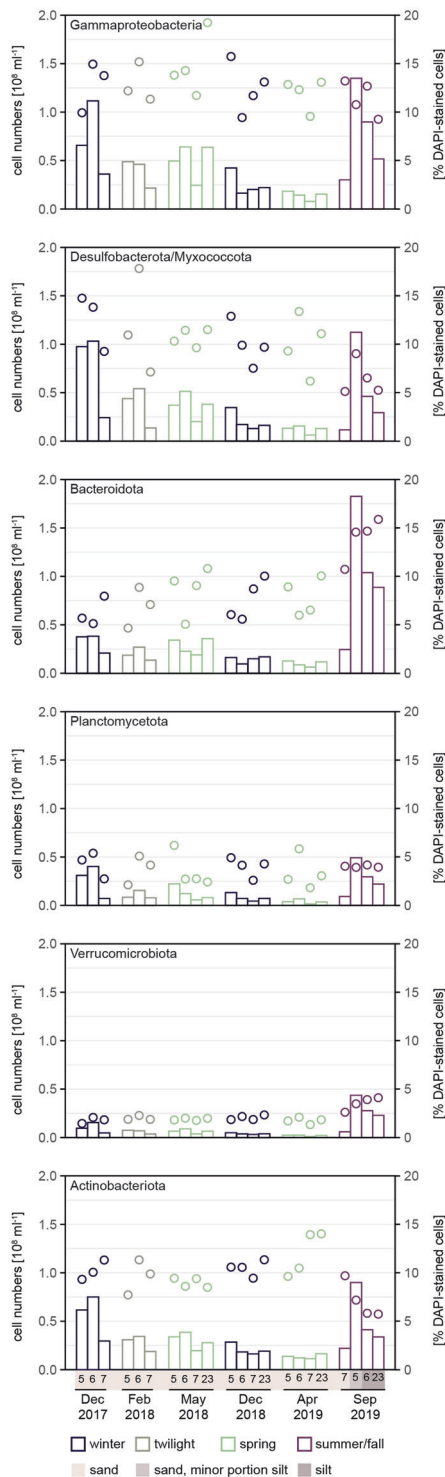 Gammaproteobacteria
cell numbers [10⁸ ml⁻¹]
2.0
1.5
1.0
0.5
0.0
20
15
10
5
0
[% DAPI-stained cells]
Desulfobacterota/Myxococcota
cell numbers [10⁸ ml⁻¹]
2.0
1.5
1.0
0.5
0.0
20
15
10
5
0
[% DAPI-stained cells]
Bacteroidota
cell numbers [10⁸ ml⁻¹]
2.0
1.5
1.0
0.5
0.0
20
15
10
5
0
[% DAPI-stained cells]
Planctomycetota
cell numbers [10⁸ ml⁻¹]
2.0
1.5
1.0
0.5
0.0
20
15
10
5
0
[% DAPI-stained cells]
Verrucomicrobiota
cell numbers [10⁸ ml⁻¹]
2.0
1.5
1.0
0.5
0.0
20
15
10
5
0
[% DAPI-stained cells]
Actinobacteriota
cell numbers [10⁸ ml⁻¹]
2.0
1.5
1.0
0.5
0.0
20
15
10
5
0
[% DAPI-stained cells]
5 6 7 5 6 7 5 6 7 23 5 6 7 23 5 6 7 23 7 5 6 23
Dec Feb May Dec Apr Sep
2017 2018 2018 2018 2019 2019
winter twilight spring summer/fall
sand sand, minor portion silt silt